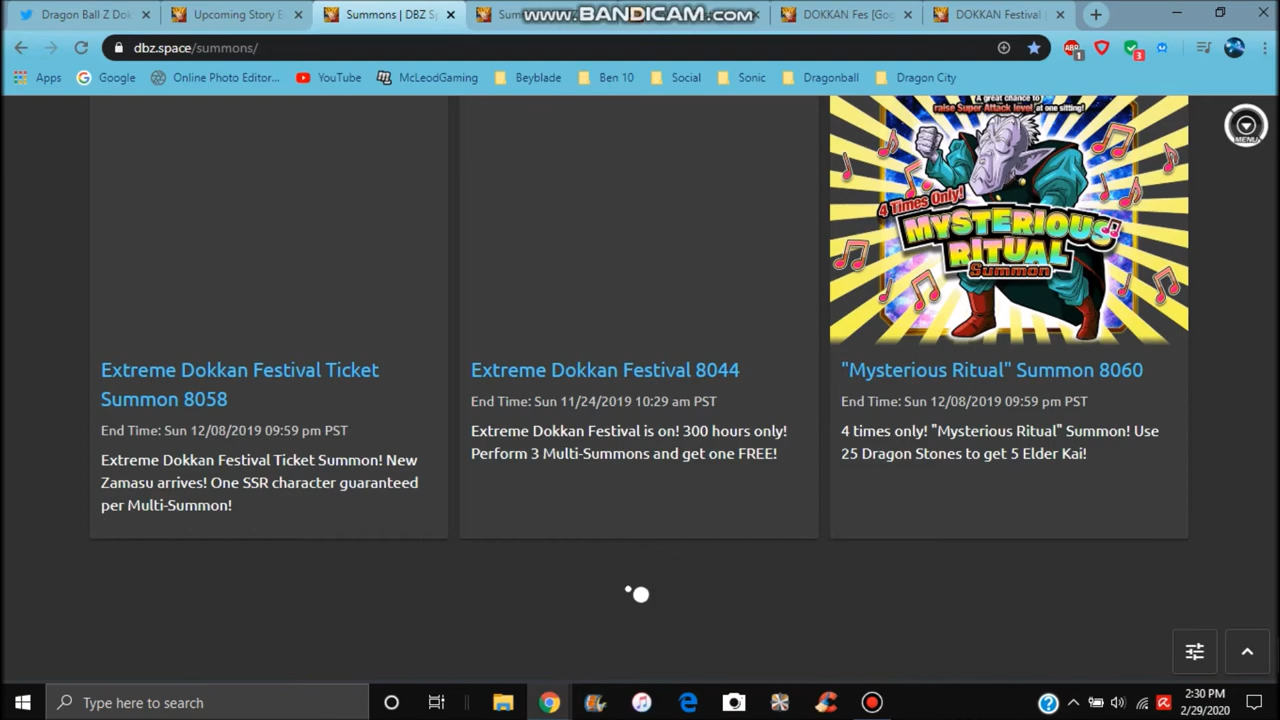 Dragon Ball Z Dok
Upcoming Story E
Summons | DBZ Sp
Sum
www.BANDICAM.com
DOKKAN Fes [Gog
DOKKAN Festival |
dbz.space/summons/
ABP
1
3
Apps
Google
Online Photo Editor...
YouTube
McLeodGaming
Beyblade
Ben 10
Social
Sonic
Dragonball
Dragon City
A great chance to
raise Super Attack level at one sitting!
MENU
4 Times Only!
MYSTERIOUS
RITUAL
Summon
Extreme Dokkan Festival Ticket
Summon 8058
End Time: Sun 12/08/2019 09:59 pm PST
Extreme Dokkan Festival Ticket Summon! New
Zamasu arrives! One SSR character guaranteed
per Multi-Summon!
Extreme Dokkan Festival 8044
End Time: Sun 11/24/2019 10:29 am PST
Extreme Dokkan Festival is on! 300 hours only!
Perform 3 Multi-Summons and get one FREE!
"Mysterious Ritual" Summon 8060
End Time: Sun 12/08/2019 09:59 pm PST
4 times only! "Mysterious Ritual" Summon! Use
25 Dragon Stones to get 5 Elder Kai!
Type here to search
2:30 PM
2/29/2020